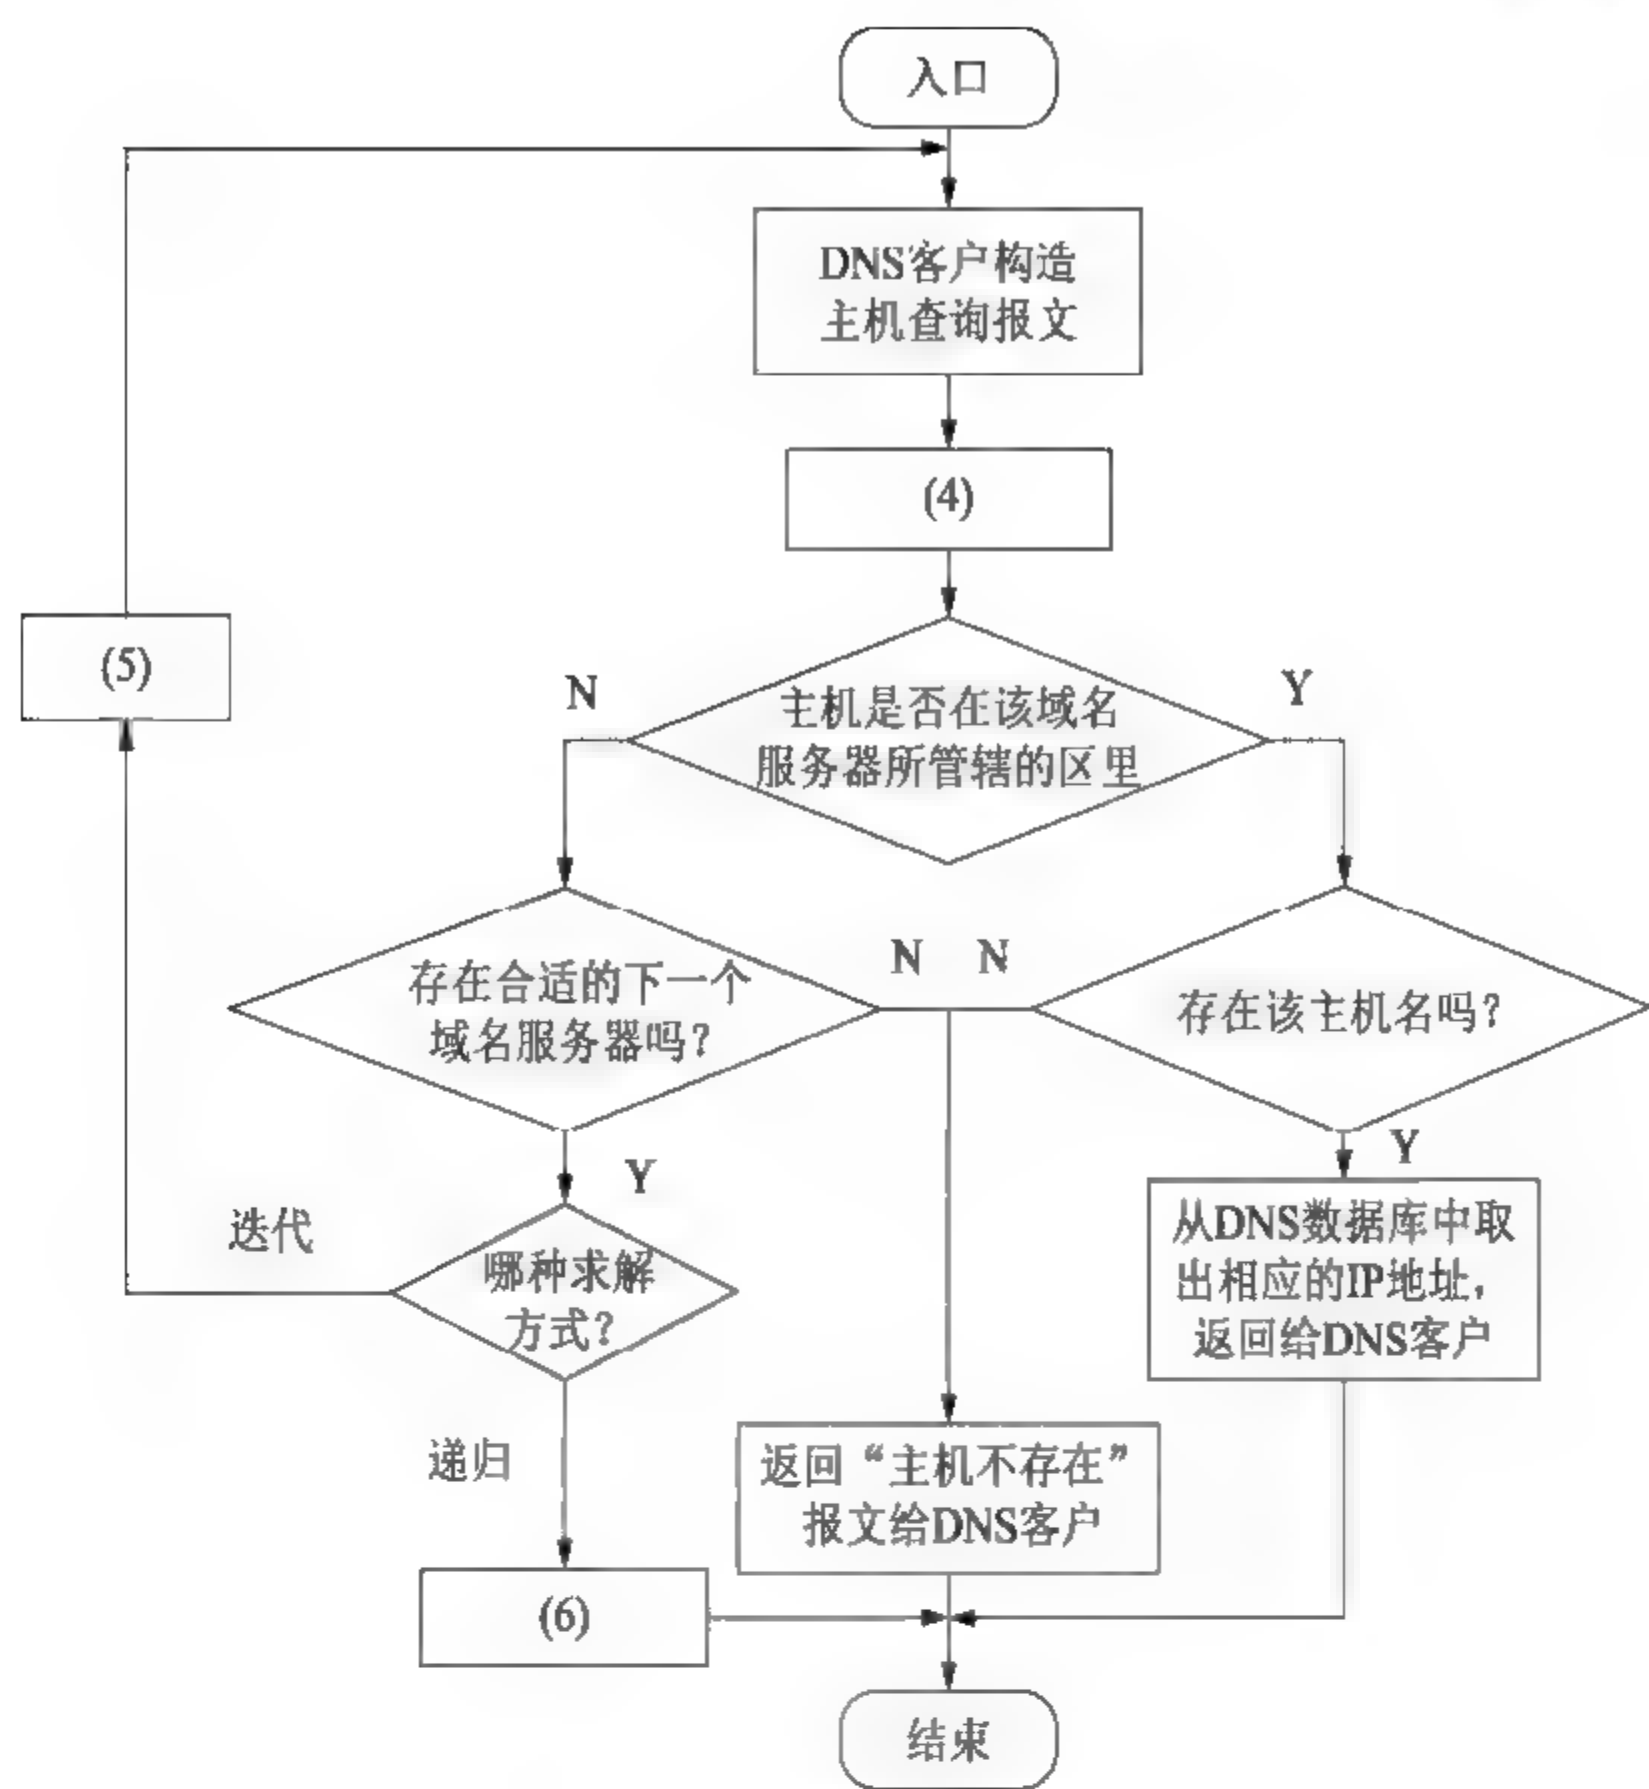 入口
DNS客户构造
主机查询报文
(4)
(5)
N
主机是否在该域名
服务器所管辖的区里
Y
存在合适的下一个
域名服务器吗?
N
N
存在该主机名吗?
Y
Y
迭代
哪种求解
方式?
从DNS数据库中取
出相应的IP地址,
返回给DNS客户
递归
返回“主机不存在”
报文给DNS客户
(6)
结束